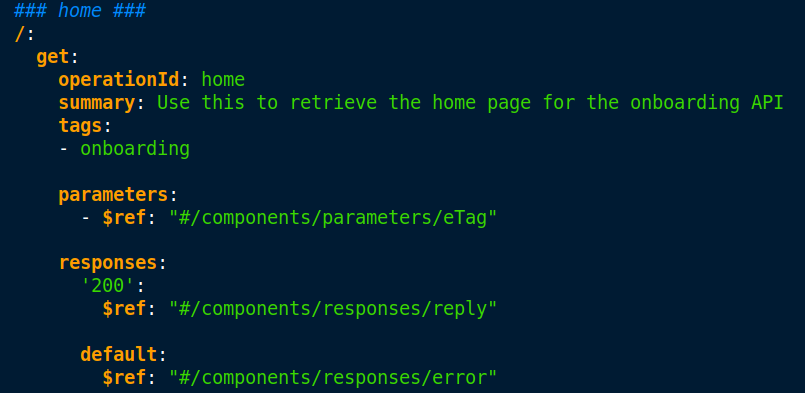 ### home ###
/:
  get:
    operationId: home
    summary: Use this to retrieve the home page for the onboarding API
    tags:
    - onboarding

    parameters:
      - $ref: "#/components/parameters/eTag"

    responses:
      '200':
        $ref: "#/components/responses/reply"

      default:
        $ref: "#/components/responses/error"